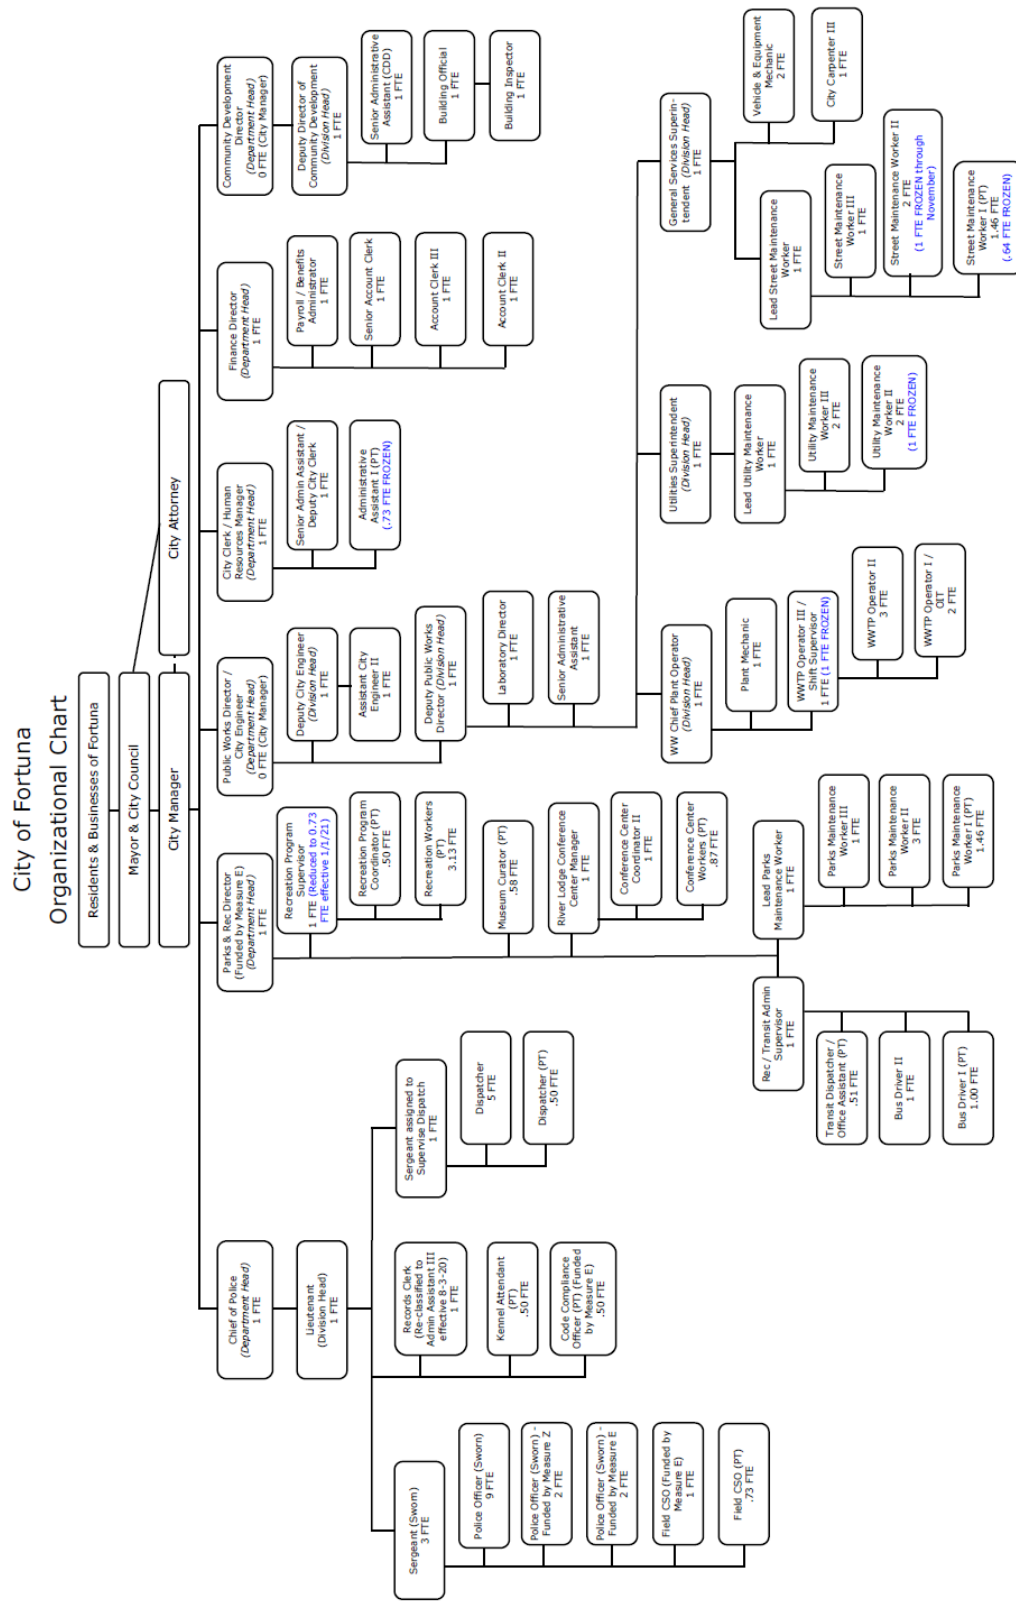 City of Fortuna
Organizational Chart
Residents & Businesses of Fortuna
Mayor & City Council
City Manager
City Attorney
Chief of Police
(Department Head)
1 FTE
Lieutenant
(Division Head)
1 FTE
Sergeant (Sworn)
3 FTE
Police Officer (Sworn)
9 FTE
Police Officer (Sworn) -
Funded by Measure Z
2 FTE
Police Officer (Sworn) -
Funded by Measure E
2 FTE
Field CSO (Funded by
Measure E)
1 FTE
Field CSO (PT)
.73 FTE
Records Clerk
(Re-classified to
Admin Assistant III
effective 8-3-20)
1 FTE
Kennel Attendant
(PT)
.50 FTE
Code Compliance
Officer (PT) (Funded
by Measure E)
.50 FTE
Sergeant assigned to
Supervise Dispatch
1 FTE
Dispatcher
5 FTE
Dispatcher (PT)
.50 FTE
Parks & Rec Director
(Funded by Measure E)
(Department Head)
1 FTE
Recreation Program
Supervisor
1 FTE (Reduced to 0.73
FTE effective 1/1/21)
Recreation Program
Coordinator (PT)
.50 FTE
Recreation Workers
(PT)
3.13 FTE
Museum Curator (PT)
.58 FTE
River Lodge Conference
Center Manager
1 FTE
Conference Center
Coordinator II
1 FTE
Conference Center
Workers (PT)
.87 FTE
Rec / Transit Admin
Supervisor
1 FTE
Transit Dispatcher /
Office Assistant (PT)
.51 FTE
Bus Driver II
1 FTE
Bus Driver I (PT)
1.00 FTE
Lead Parks
Maintenance Worker
1 FTE
Parks Maintenance
Worker III
1 FTE
Parks Maintenance
Worker II
3 FTE
Parks Maintenance
Worker I (PT)
1.46 FTE
Public Works Director /
City Engineer
(Department Head)
0 FTE (City Manager)
Deputy City Engineer
(Division Head)
1 FTE
Assistant City
Engineer II
1 FTE
Deputy Public Works
Director (Division Head)
1 FTE
Laboratory Director
1 FTE
Senior Administrative
Assistant
1 FTE
WW Chief Plant Operator
(Division Head)
1 FTE
Plant Mechanic
1 FTE
WWTP Operator III /
Shift Supervisor
1 FTE (1 FTE FROZEN)
WWTP Operator II
3 FTE
WWTP Operator I /
OIT
2 FTE
Utilities Superintendent
(Division Head)
1 FTE
Lead Utility Maintenance
Worker
1 FTE
Utility Maintenance
Worker III
2 FTE
Utility Maintenance
Worker II
2 FTE
(1 FTE FROZEN)
General Services Superin-
tendent (Division Head)
1 FTE
Lead Street Maintenance
Worker
1 FTE
Street Maintenance
Worker III
1 FTE
Street Maintenance Worker II
2 FTE
(1 FTE FROZEN through
November)
Street Maintenance
Worker I (PT)
1.46 FTE
(.64 FTE FROZEN)
Vehicle & Equipment
Mechanic
2 FTE
City Carpenter III
1 FTE
City Clerk / Human
Resources Manager
(Department Head)
1 FTE
Senior Admin Assistant /
Deputy City Clerk
1 FTE
Administrative
Assistant I (PT)
(.73 FTE FROZEN)
Finance Director
(Department Head)
1 FTE
Payroll / Benefits
Administrator
1 FTE
Senior Account Clerk
1 FTE
Account Clerk III
1 FTE
Account Clerk II
1 FTE
Community Development
Director
(Department Head)
0 FTE (City Manager)
Deputy Director of
Community Development
(Division Head)
1 FTE
Senior Administrative
Assistant (CDD)
1 FTE
Building Official
1 FTE
Building Inspector
1 FTE